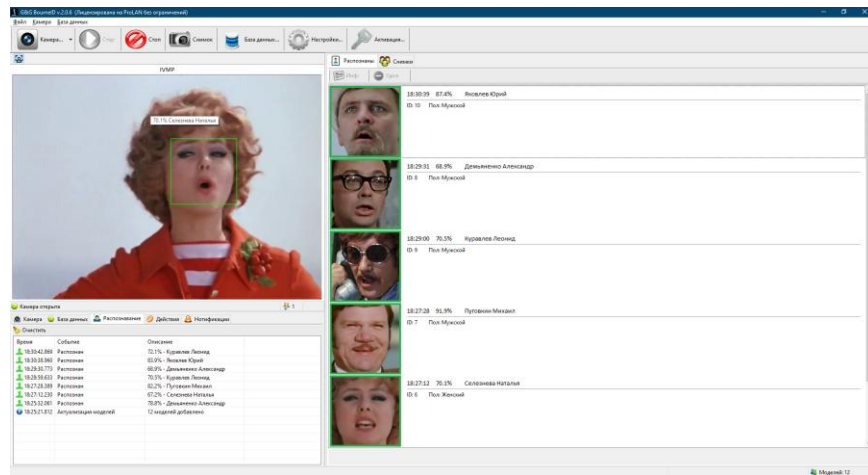 GIbIG BourneID v.2.0.6 (Лицензирована на ProLAN без ограничений)
Файл Камера База данных
Камера... Старт Стоп Снимок База данных... Настройки... Активация...
IVMP
70.1% Селезнева Наталья
Камера открыта 1
Камера База данных Распознавание Действия Нотификации
Очистить
Время Событие Описание
18:30:42.869 Распознан 72.1% - Куравлев Леонид
18:30:38.960 Распознан 83.9% - Яковлев Юрий
18:29:30.773 Распознан 68.9% - Демьяненко Александр
18:28:59.633 Распознан 70.5% - Куравлев Леонид
18:27:28.389 Распознан 82.2% - Пуговкин Михаил
18:27:12.230 Распознан 67.2% - Селезнева Наталья
18:25:32.061 Распознан 78.8% - Демьяненко Александр
18:25:21.812 Актуализация моделей 12 моделей добавлено
Распознаны Снимки
Инф.
18:30:39 87.4% Яковлев Юрий
ID: 10 Пол: Мужской
18:29:31 68.9% Демьяненко Александр
ID: 8 Пол: Мужской
18:29:00 70.5% Куравлев Леонид
ID: 9 Пол: Мужской
18:27:28 91.9% Пуговкин Михаил
ID: 7 Пол: Мужской
18:27:12 70.1% Селезнева Наталья
ID: 6 Пол: Женский
Моделей: 12